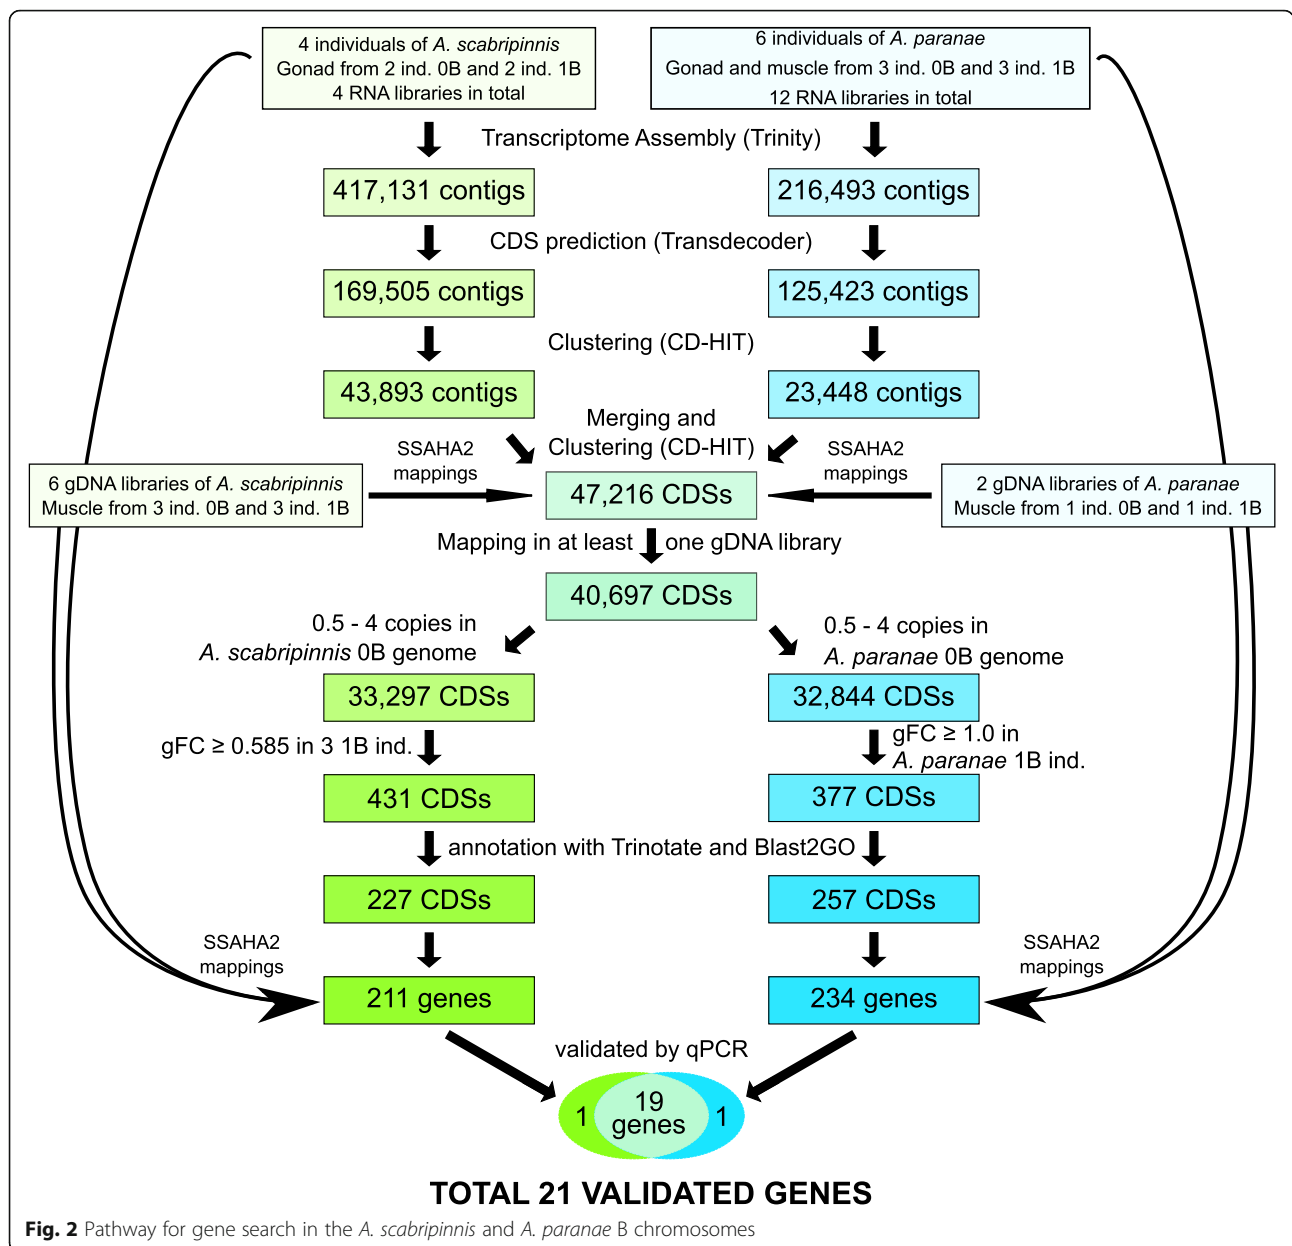 4 individuals of A. scabripinnis
Gonad from 2 ind. 0B and 2 ind. 1B
4 RNA libraries in total
6 individuals of A. paranae
Gonad and muscle from 3 ind. 0B and 3 ind. 1B
12 RNA libraries in total
Transcriptome Assembly (Trinity)
417,131 contigs
216,493 contigs
CDS prediction (Transdecoder)
169,505 contigs
125,423 contigs
Clustering (CD-HIT)
43,893 contigs
23,448 contigs
Merging and
Clustering (CD-HIT)
SSAHA2
mappings
SSAHA2
mappings
6 gDNA libraries of A. scabripinnis
Muscle from 3 ind. 0B and 3 ind. 1B
47,216 CDSs
2 gDNA libraries of A. paranae
Muscle from 1 ind. 0B and 1 ind. 1B
Mapping in at least one gDNA library
40,697 CDSs
0.5 - 4 copies in
A. scabripinnis 0B genome
0.5 - 4 copies in
A. paranae 0B genome
33,297 CDSs
32,844 CDSs
gFC ≥ 0.585 in 3 1B ind.
gFC ≥ 1.0 in
A. paranae 1B ind.
431 CDSs
377 CDSs
annotation with Trinotate and Blast2GO
227 CDSs
257 CDSs
SSAHA2
mappings
SSAHA2
mappings
211 genes
234 genes
validated by qPCR
1
19
genes
1
TOTAL 21 VALIDATED GENES
Fig. 2 Pathway for gene search in the A. scabripinnis and A. paranae B chromosomes